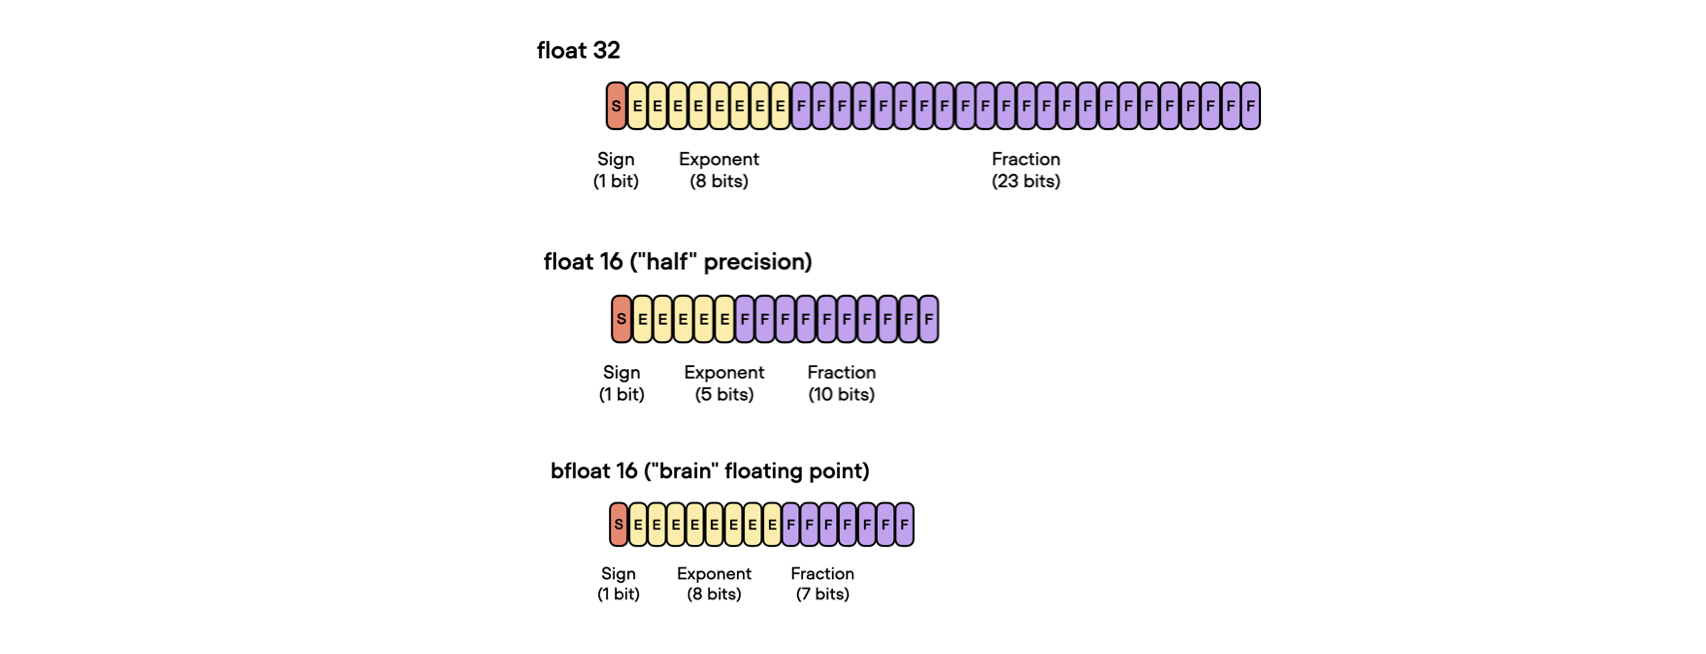 float 32
S E E E E E E E E F F F F F F F F F F F F F F F F F F F F F F F
Sign Exponent Fraction
(1 bit) (8 bits) (23 bits)
float 16 ("half" precision)
S E E E E E F F F F F F F F F F
Sign Exponent Fraction
(1 bit) (5 bits) (10 bits)
bfloat 16 ("brain" floating point)
S E E E E E E E E F F F F F F F
Sign Exponent Fraction
(1 bit) (8 bits) (7 bits)